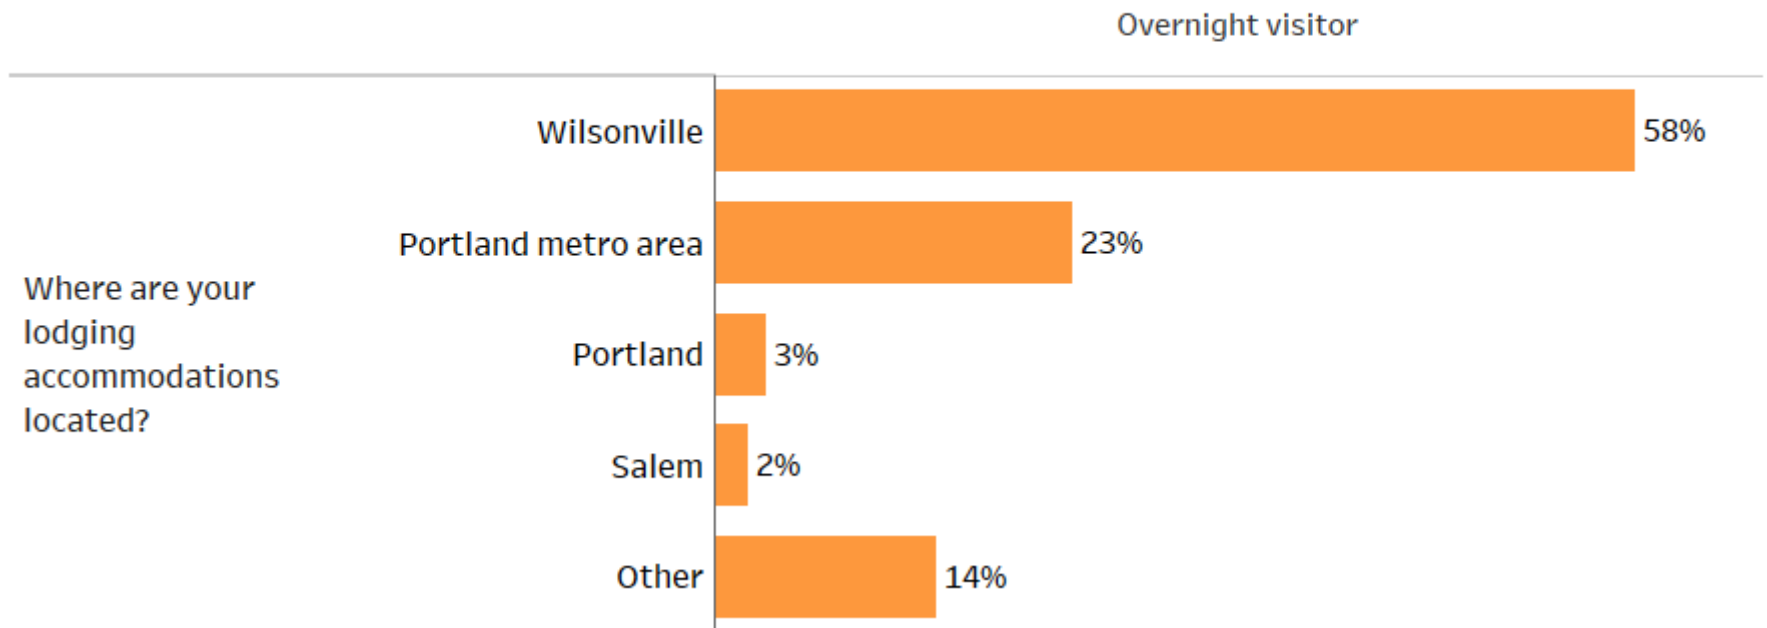 Overnight visitor
Wilsonville 58%
Portland metro area 23%
Where are your
lodging
accommodations
located?
Portland 3%
Salem 2%
Other 14%